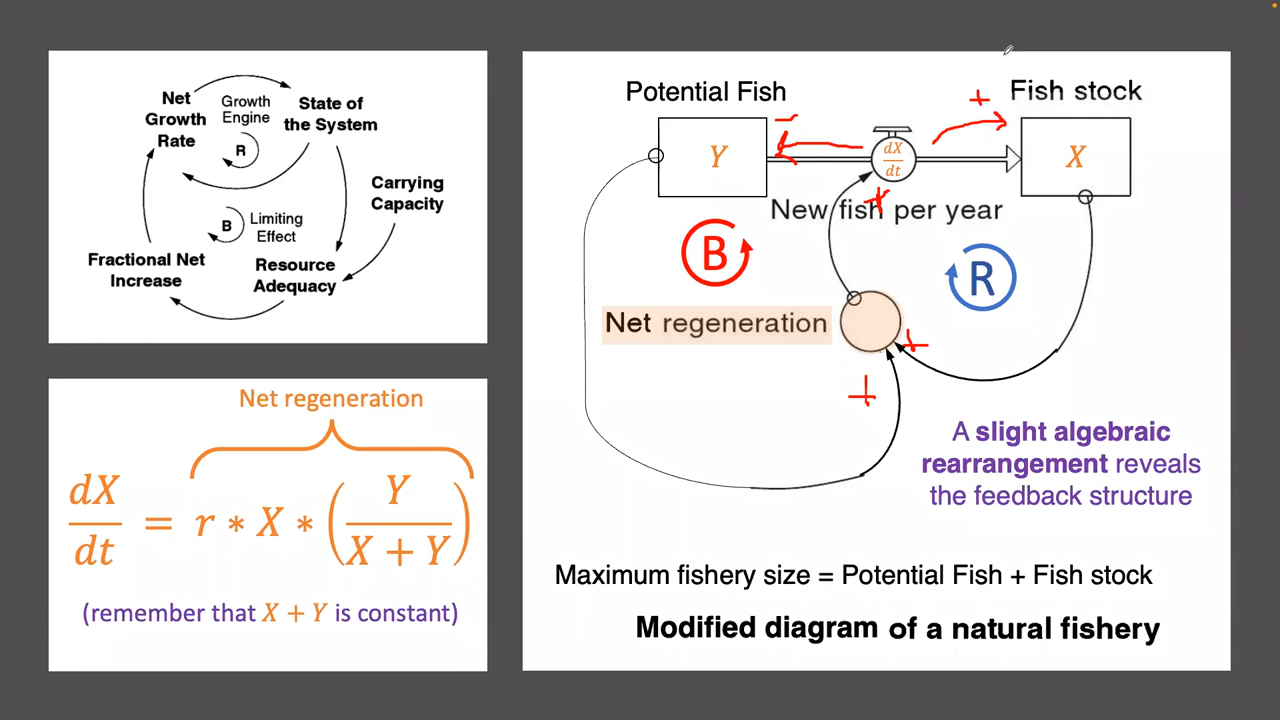 Net
Growth
Rate
Growth
Engine
R
State of
the System
Carrying
Capacity
B
Limiting
Effect
Fractional Net
Increase
Resource
Adequacy
Net regeneration
dX/dt = r * X * (Y/(X + Y))
(remember that X + Y is constant)
Potential Fish
Fish stock
−
+
Y
dX/dt
X
New fish per year
+
B
R
Net regeneration
+
+
A slight algebraic
rearrangement reveals
the feedback structure
Maximum fishery size = Potential Fish + Fish stock
Modified diagram of a natural fishery